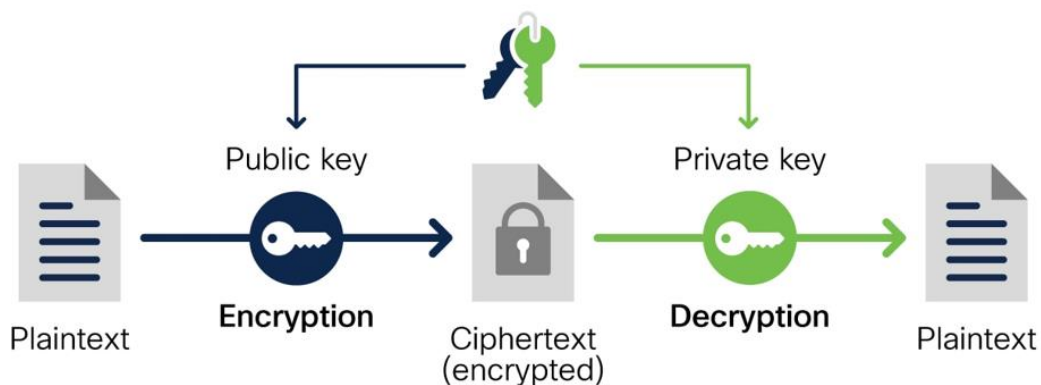 Public key
Private key
Plaintext
Encryption
Ciphertext
(encrypted)
Decryption
Plaintext